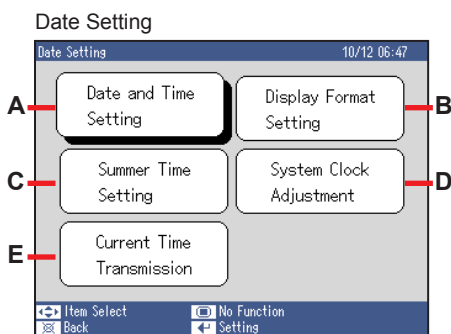 Date Setting
Date Setting 10/12 06:47
A
Date and Time
Setting
Display Format
Setting
B
C
Summer Time
Setting
System Clock
Adjustment
D
E
Current Time
Transmission
Item Select No Function
Back Setting